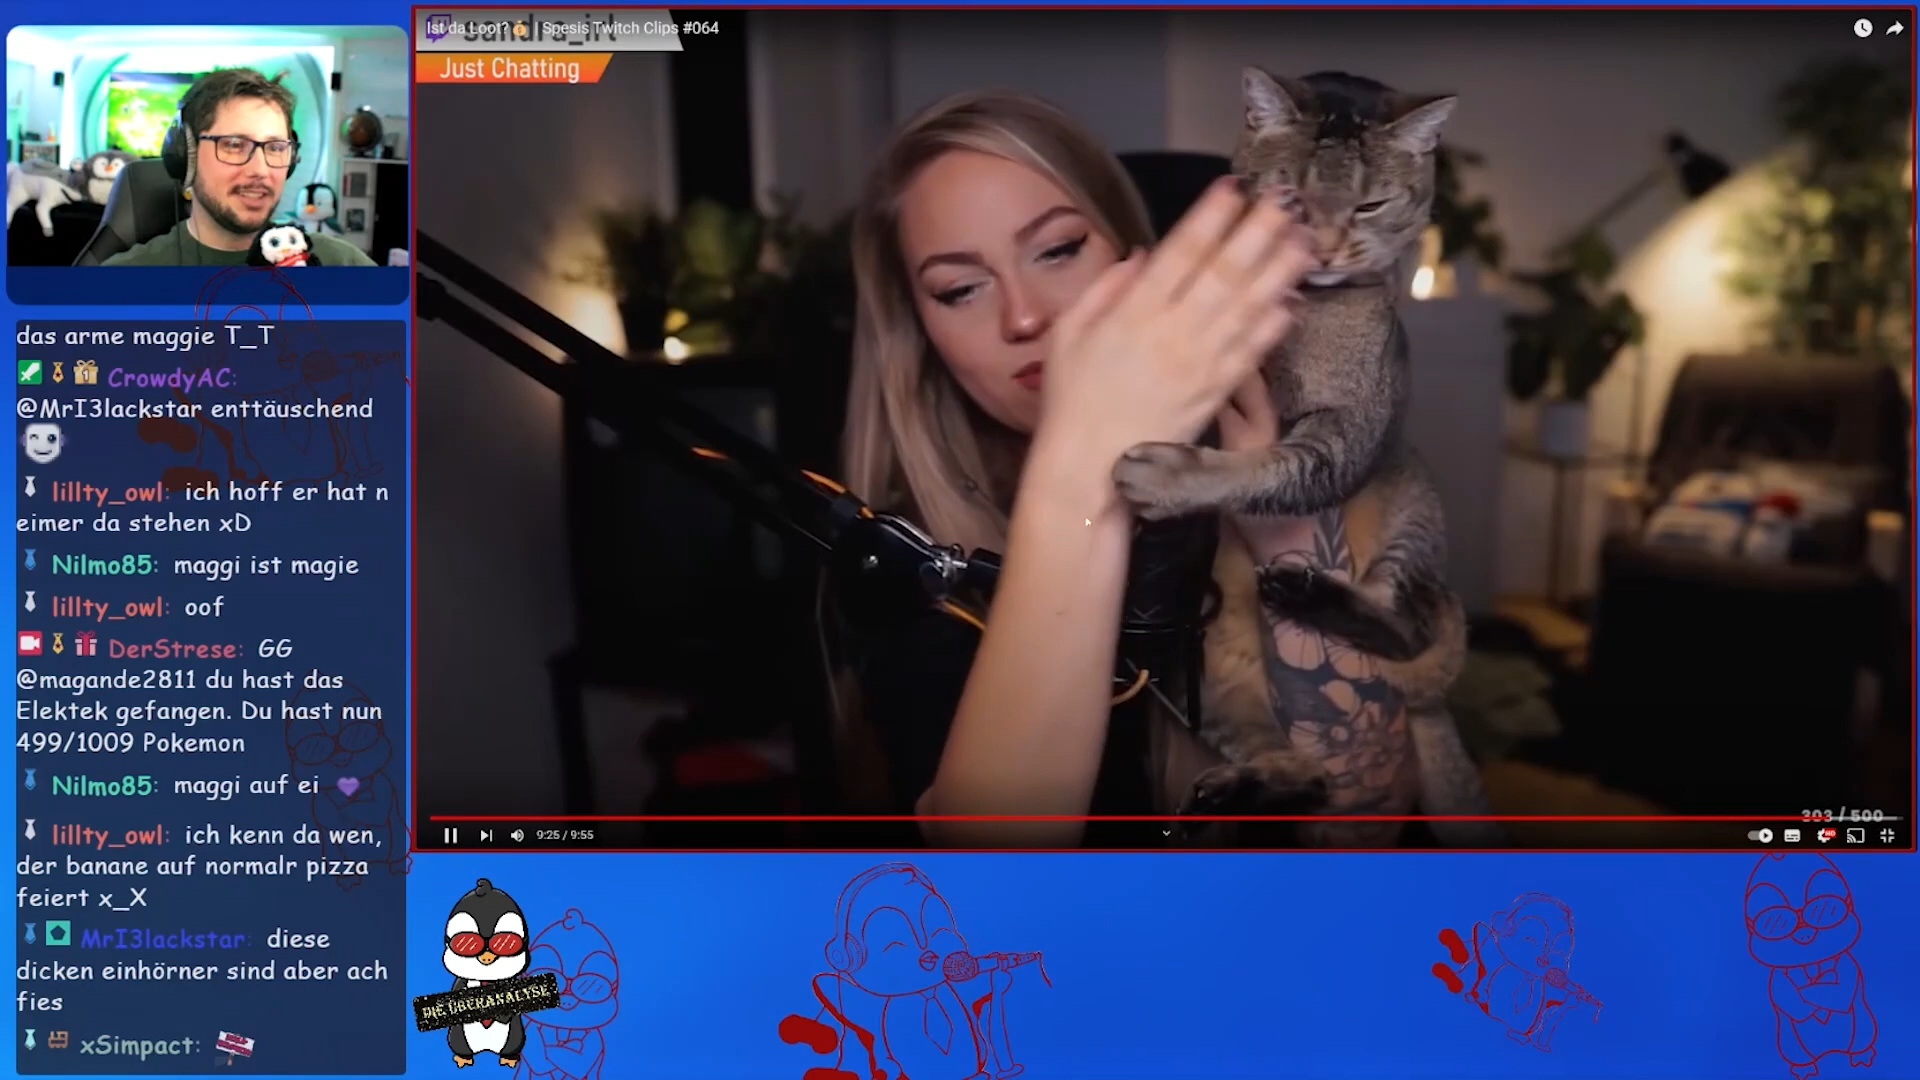 sandra_irl
Ist da Loot? 💰 | Spesis Twitch Clips #064
Just Chatting
das arme maggie T_T
CrowdyAC:
@MrI3lackstar enttäuschend
lillty_owl: ich hoff er hat n
eimer da stehen xD
Nilmo85: maggi ist magie
lillty_owl: oof
DerStrese: GG
@magande2811 du hast das
Elektek gefangen. Du hast nun
499/1009 Pokemon
Nilmo85: maggi auf ei
lillty_owl: ich kenn da wen,
der banane auf normalr pizza
feiert x_X
MrI3lackstar: diese
dicken einhörner sind aber ach
fies
xSimpact:
303 / 500
9:25 / 9:55
HD
DIE ÜBERANALYSE